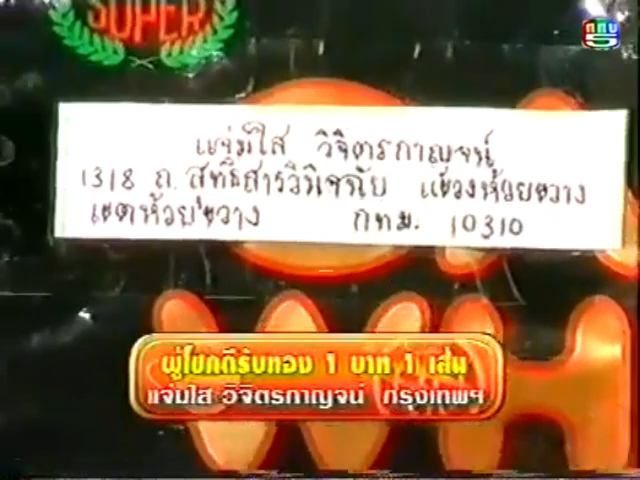 SUPER
ททบ
5
แจ่มใส วิจิตรกาญจน์
1318 ถ. สุทธิสารวินิจฉัย แขวงห้วยขวาง
เขตห้วยขวาง กทม. 10310
ผู้โชคดีรับทอง 1 บาท 1 เส้น
แจ่มใส วิจิตรกาญจน์ กรุงเทพฯ